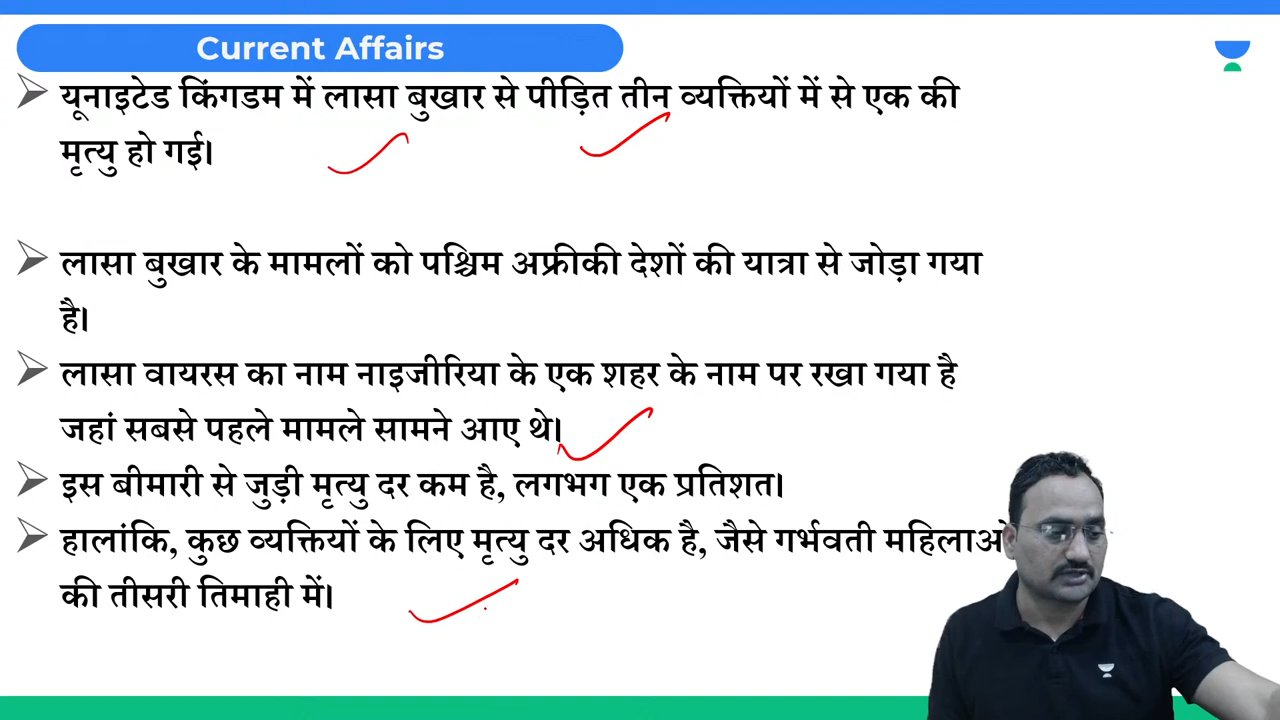 Current Affairs
यूनाइटेड किंगडम में लासा बुखार से पीड़ित तीन व्यक्तियों में से एक की
मृत्यु हो गई।
लासा बुखार के मामलों को पश्चिम अफ्रीकी देशों की यात्रा से जोड़ा गया
है।
लासा वायरस का नाम नाइजीरिया के एक शहर के नाम पर रखा गया है
जहां सबसे पहले मामले सामने आए थे।
इस बीमारी से जुड़ी मृत्यु दर कम है, लगभग एक प्रतिशत।
हालांकि, कुछ व्यक्तियों के लिए मृत्यु दर अधिक है, जैसे गर्भवती
की तीसरी तिमाही में।